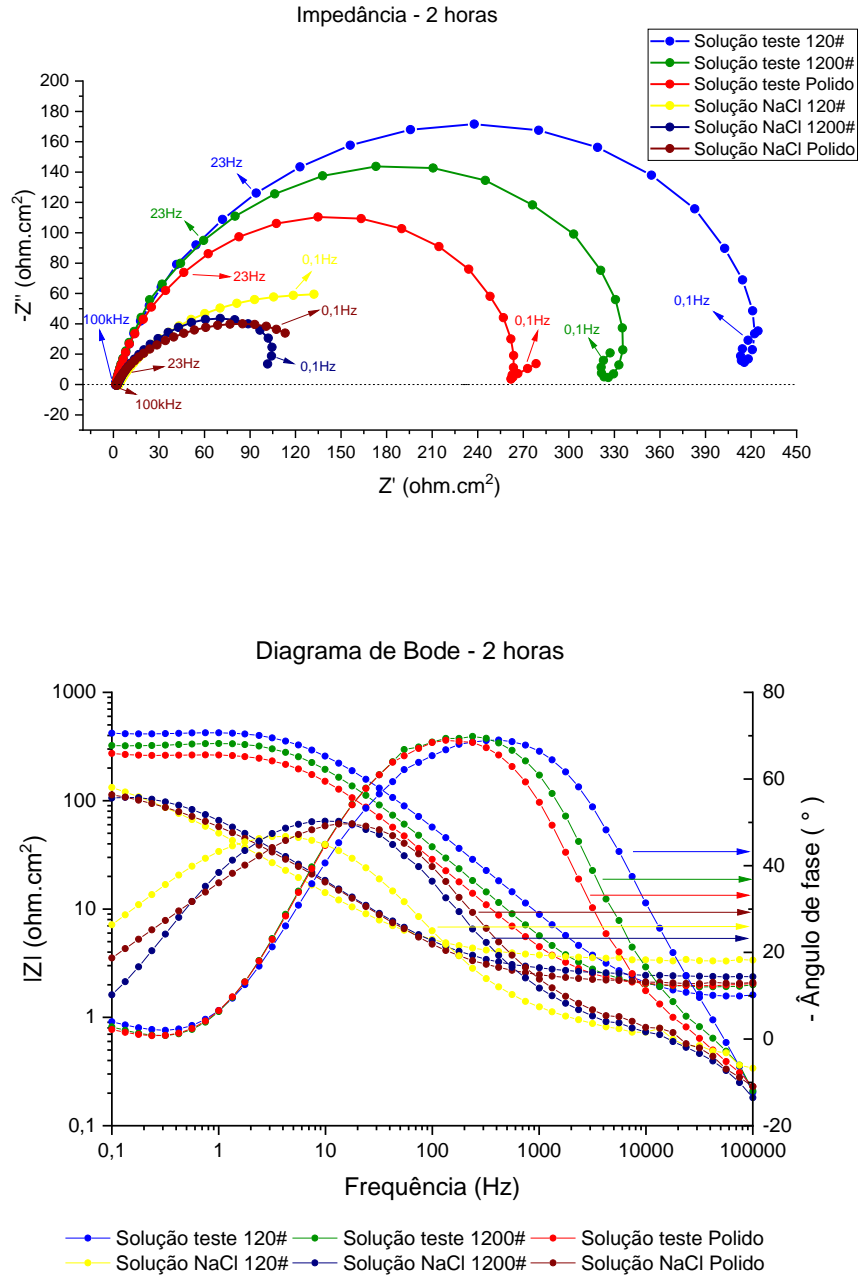 Impedância - 2 horas
Solução teste 120#
Solução teste 1200#
Solução teste Polido
Solução NaCl 120#
Solução NaCl 1200#
Solução NaCl Polido
200
180
160
140
120
100
80
60
40
20
0
-20
-Z'' (ohm.cm²)
23Hz
23Hz
23Hz
0,1Hz
0,1Hz
100kHz
0,1Hz
0,1Hz
0,1Hz
23Hz
0,1Hz
100kHz
0 30 60 90 120 150 180 210 240 270 300 330 360 390 420 450
Z' (ohm.cm²)
Diagrama de Bode - 2 horas
1000
100
10
1
0,1
|Z| (ohm.cm²)
80
60
40
20
0
-20
- Ângulo de fase ( ° )
0,1 1 10 100 1000 10000 100000
Frequência (Hz)
Solução teste 120# Solução teste 1200# Solução teste Polido
Solução NaCl 120# Solução NaCl 1200# Solução NaCl Polido